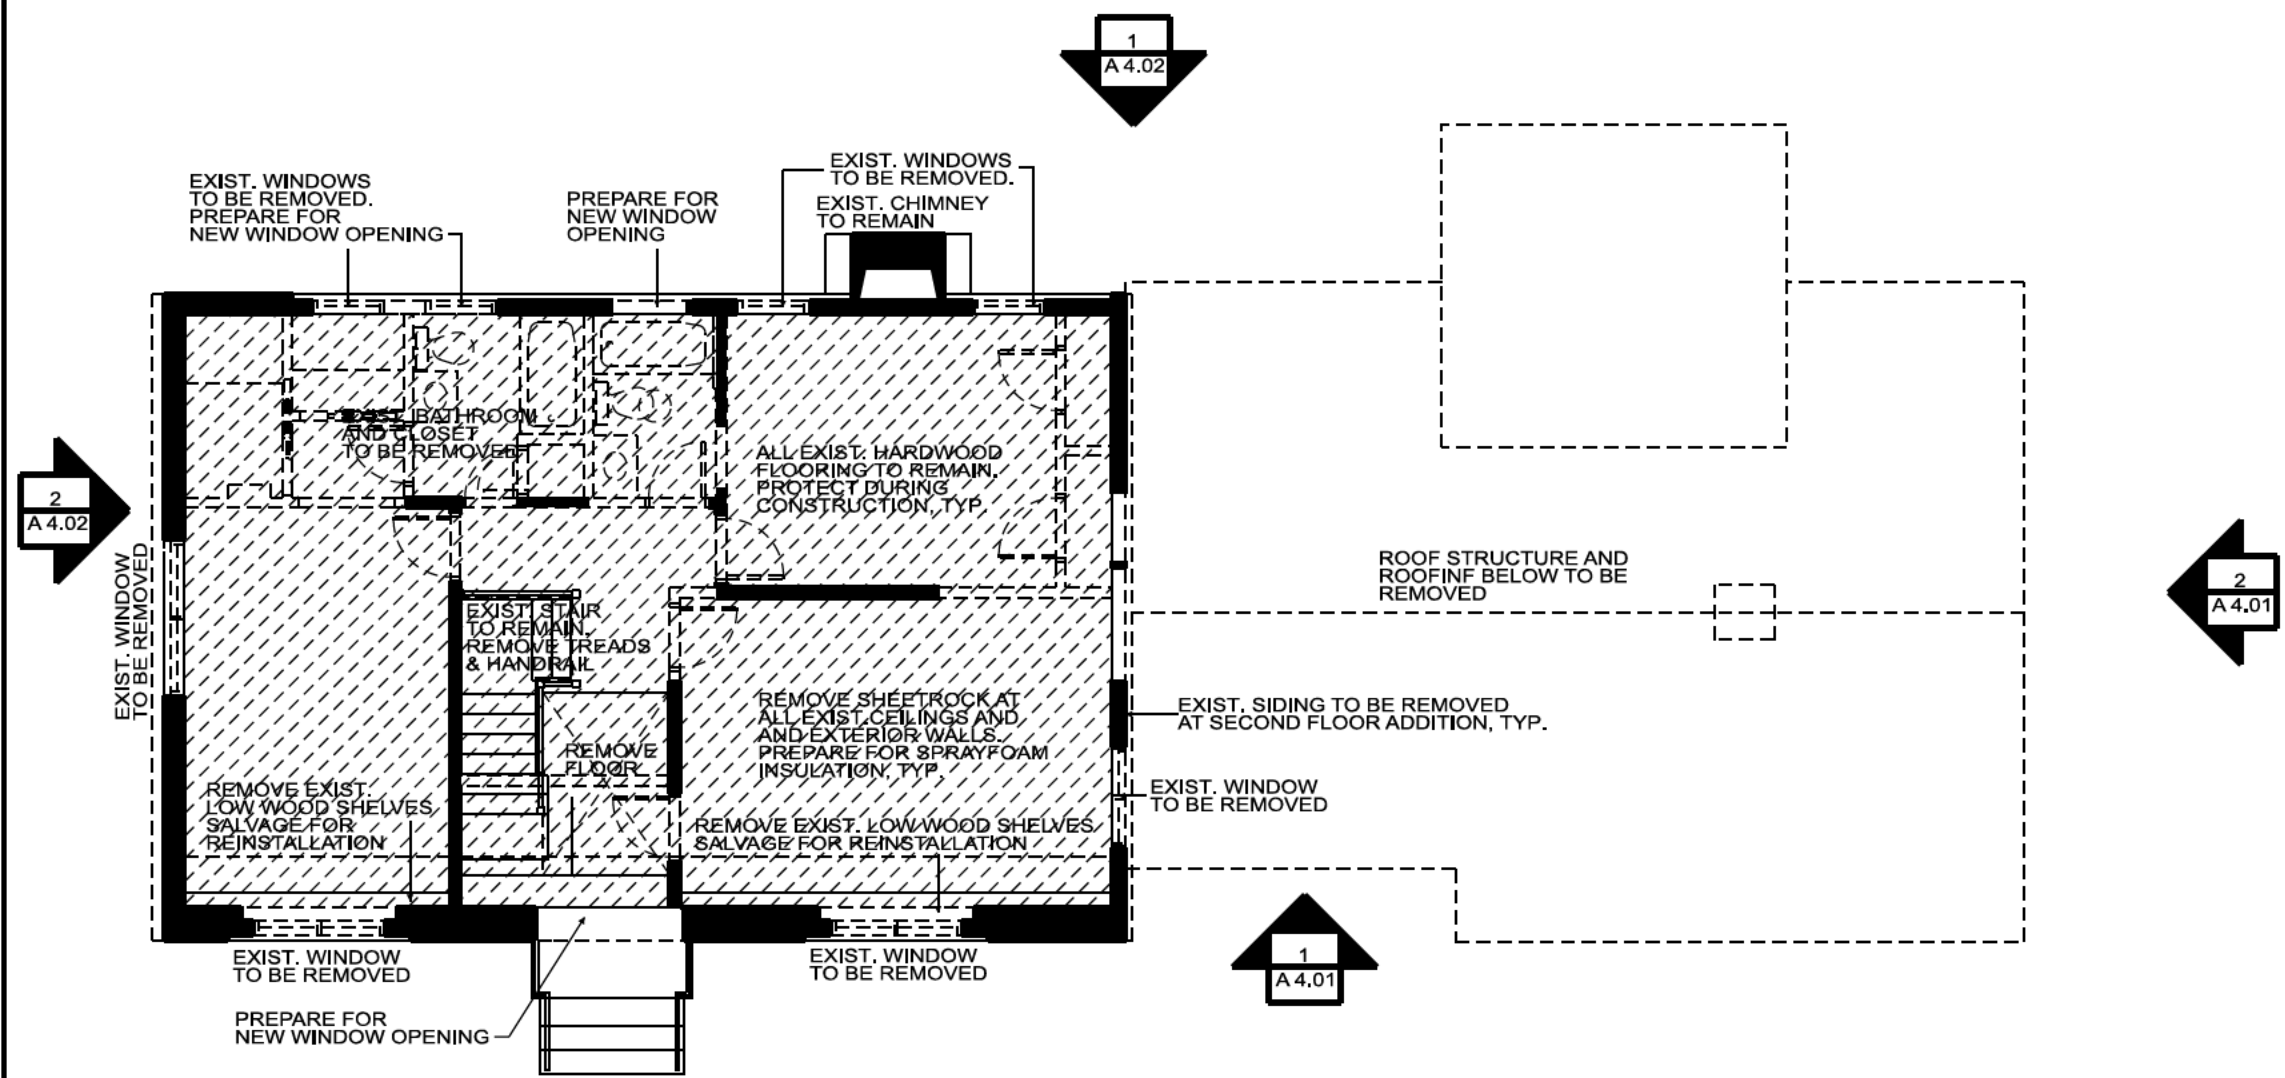 1
A 4.02
EXIST. WINDOWS
TO BE REMOVED.
PREPARE FOR
NEW WINDOW OPENING
PREPARE FOR
NEW WINDOW
OPENING
EXIST. WINDOWS
TO BE REMOVED.
EXIST. CHIMNEY
TO REMAIN
EXIST. BATHROOM
AND CLOSET
TO BE REMOVED
ALL EXIST. HARDWOOD
FLOORING TO REMAIN.
PROTECT DURING
CONSTRUCTION, TYP.
2
A 4.02
EXIST. WINDOW
TO BE REMOVED
EXIST. STAIR
TO REMAIN.
REMOVE TREADS
& HANDRAIL
ROOF STRUCTURE AND
ROOFINF BELOW TO BE
REMOVED
2
A 4.01
REMOVE SHEETROCK AT
ALL EXIST.CEILINGS AND
AND EXTERIOR WALLS.
PREPARE FOR SPRAYFOAM
INSULATION, TYP.
EXIST. SIDING TO BE REMOVED
AT SECOND FLOOR ADDITION, TYP.
REMOVE
FLOOR
REMOVE EXIST.
LOW WOOD SHELVES
SALVAGE FOR
REINSTALLATION
EXIST. WINDOW
TO BE REMOVED
REMOVE EXIST. LOW WOOD SHELVES
SALVAGE FOR REINSTALLATION
EXIST. WINDOW
TO BE REMOVED
EXIST. WINDOW
TO BE REMOVED
1
A 4.01
PREPARE FOR
NEW WINDOW OPENING